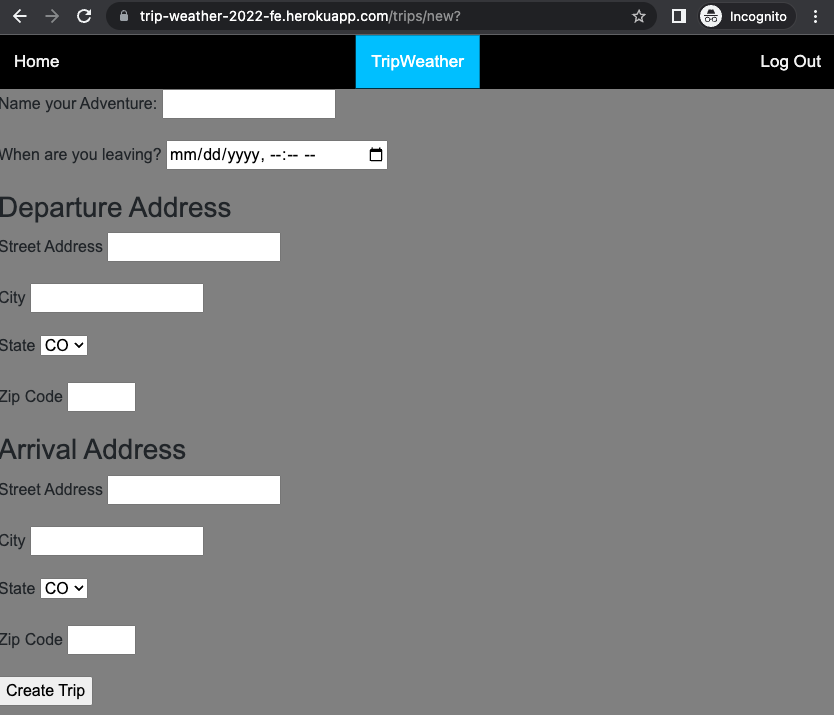 trip-weather-2022-fe.herokuapp.com/trips/new? Incognito
Home TripWeather Log Out
Name your Adventure:
When are you leaving? mm/dd/yyyy, --:-- --
Departure Address
Street Address
City
State CO
Zip Code
Arrival Address
Street Address
City
State CO
Zip Code
Create Trip